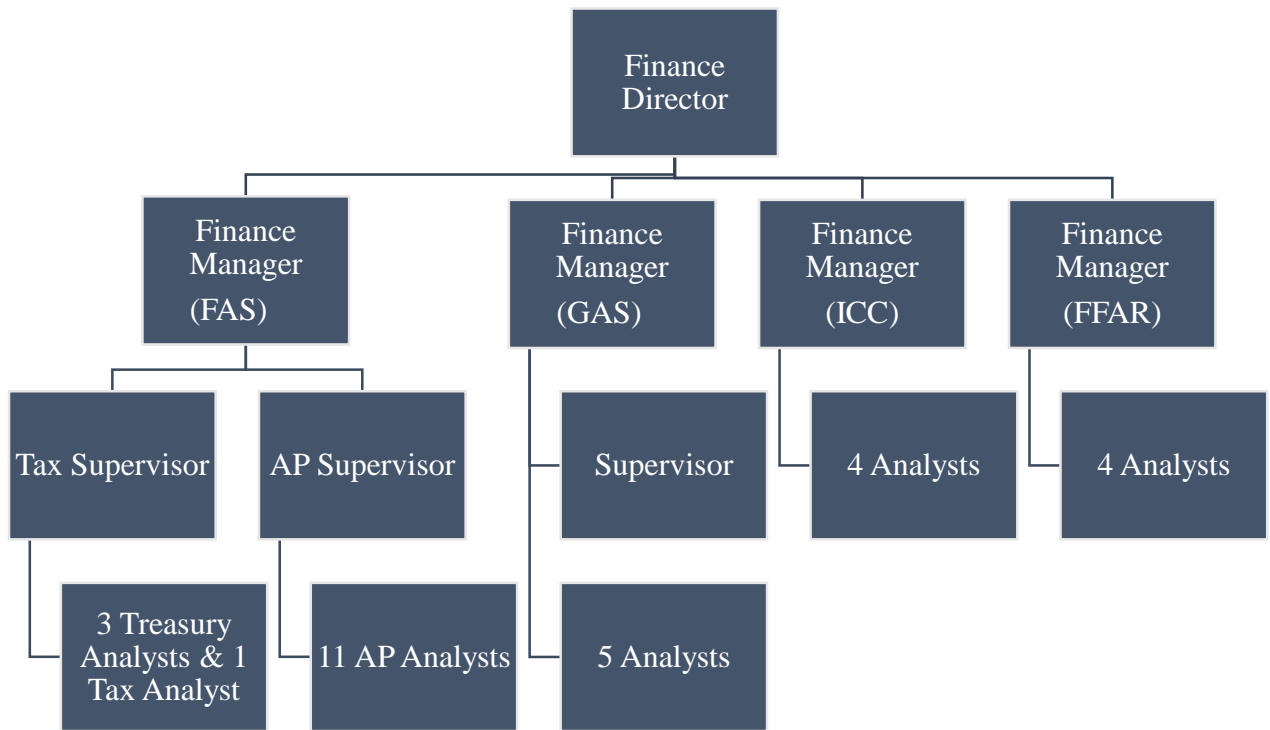 Finance
Director
Finance
Manager
(FAS)
Finance
Manager
(GAS)
Finance
Manager
(ICC)
Finance
Manager
(FFAR)
Tax Supervisor
AP Supervisor
Supervisor
4 Analysts
4 Analysts
3 Treasury
Analysts & 1
Tax Analyst
11 AP Analysts
5 Analysts